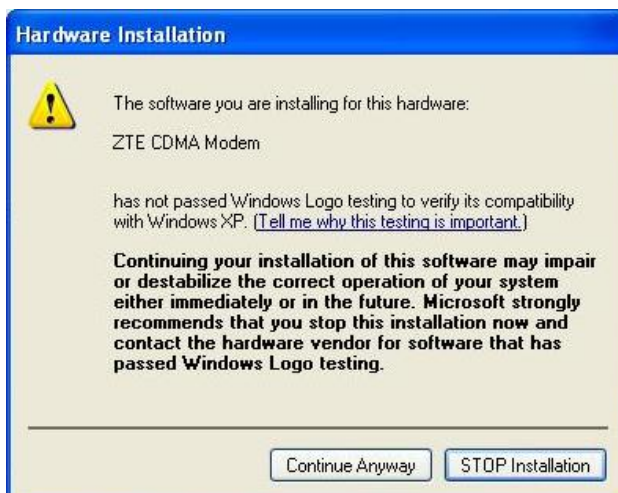 Hardware Installation
The software you are installing for this hardware:
ZTE CDMA Modem
has not passed Windows Logo testing to verify its compatibility
with Windows XP. (Tell me why this testing is important.)
Continuing your installation of this software may impair
or destabilize the correct operation of your system
either immediately or in the future. Microsoft strongly
recommends that you stop this installation now and
contact the hardware vendor for software that has
passed Windows Logo testing.
Continue Anyway
STOP Installation